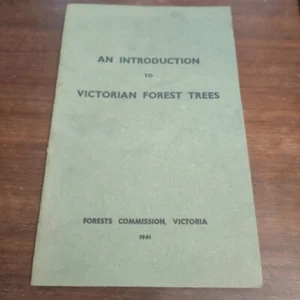 AN INTRODUCTION
TO
VICTORIAN FOREST TREES
FORESTS COMMISSION, VICTORIA
1941